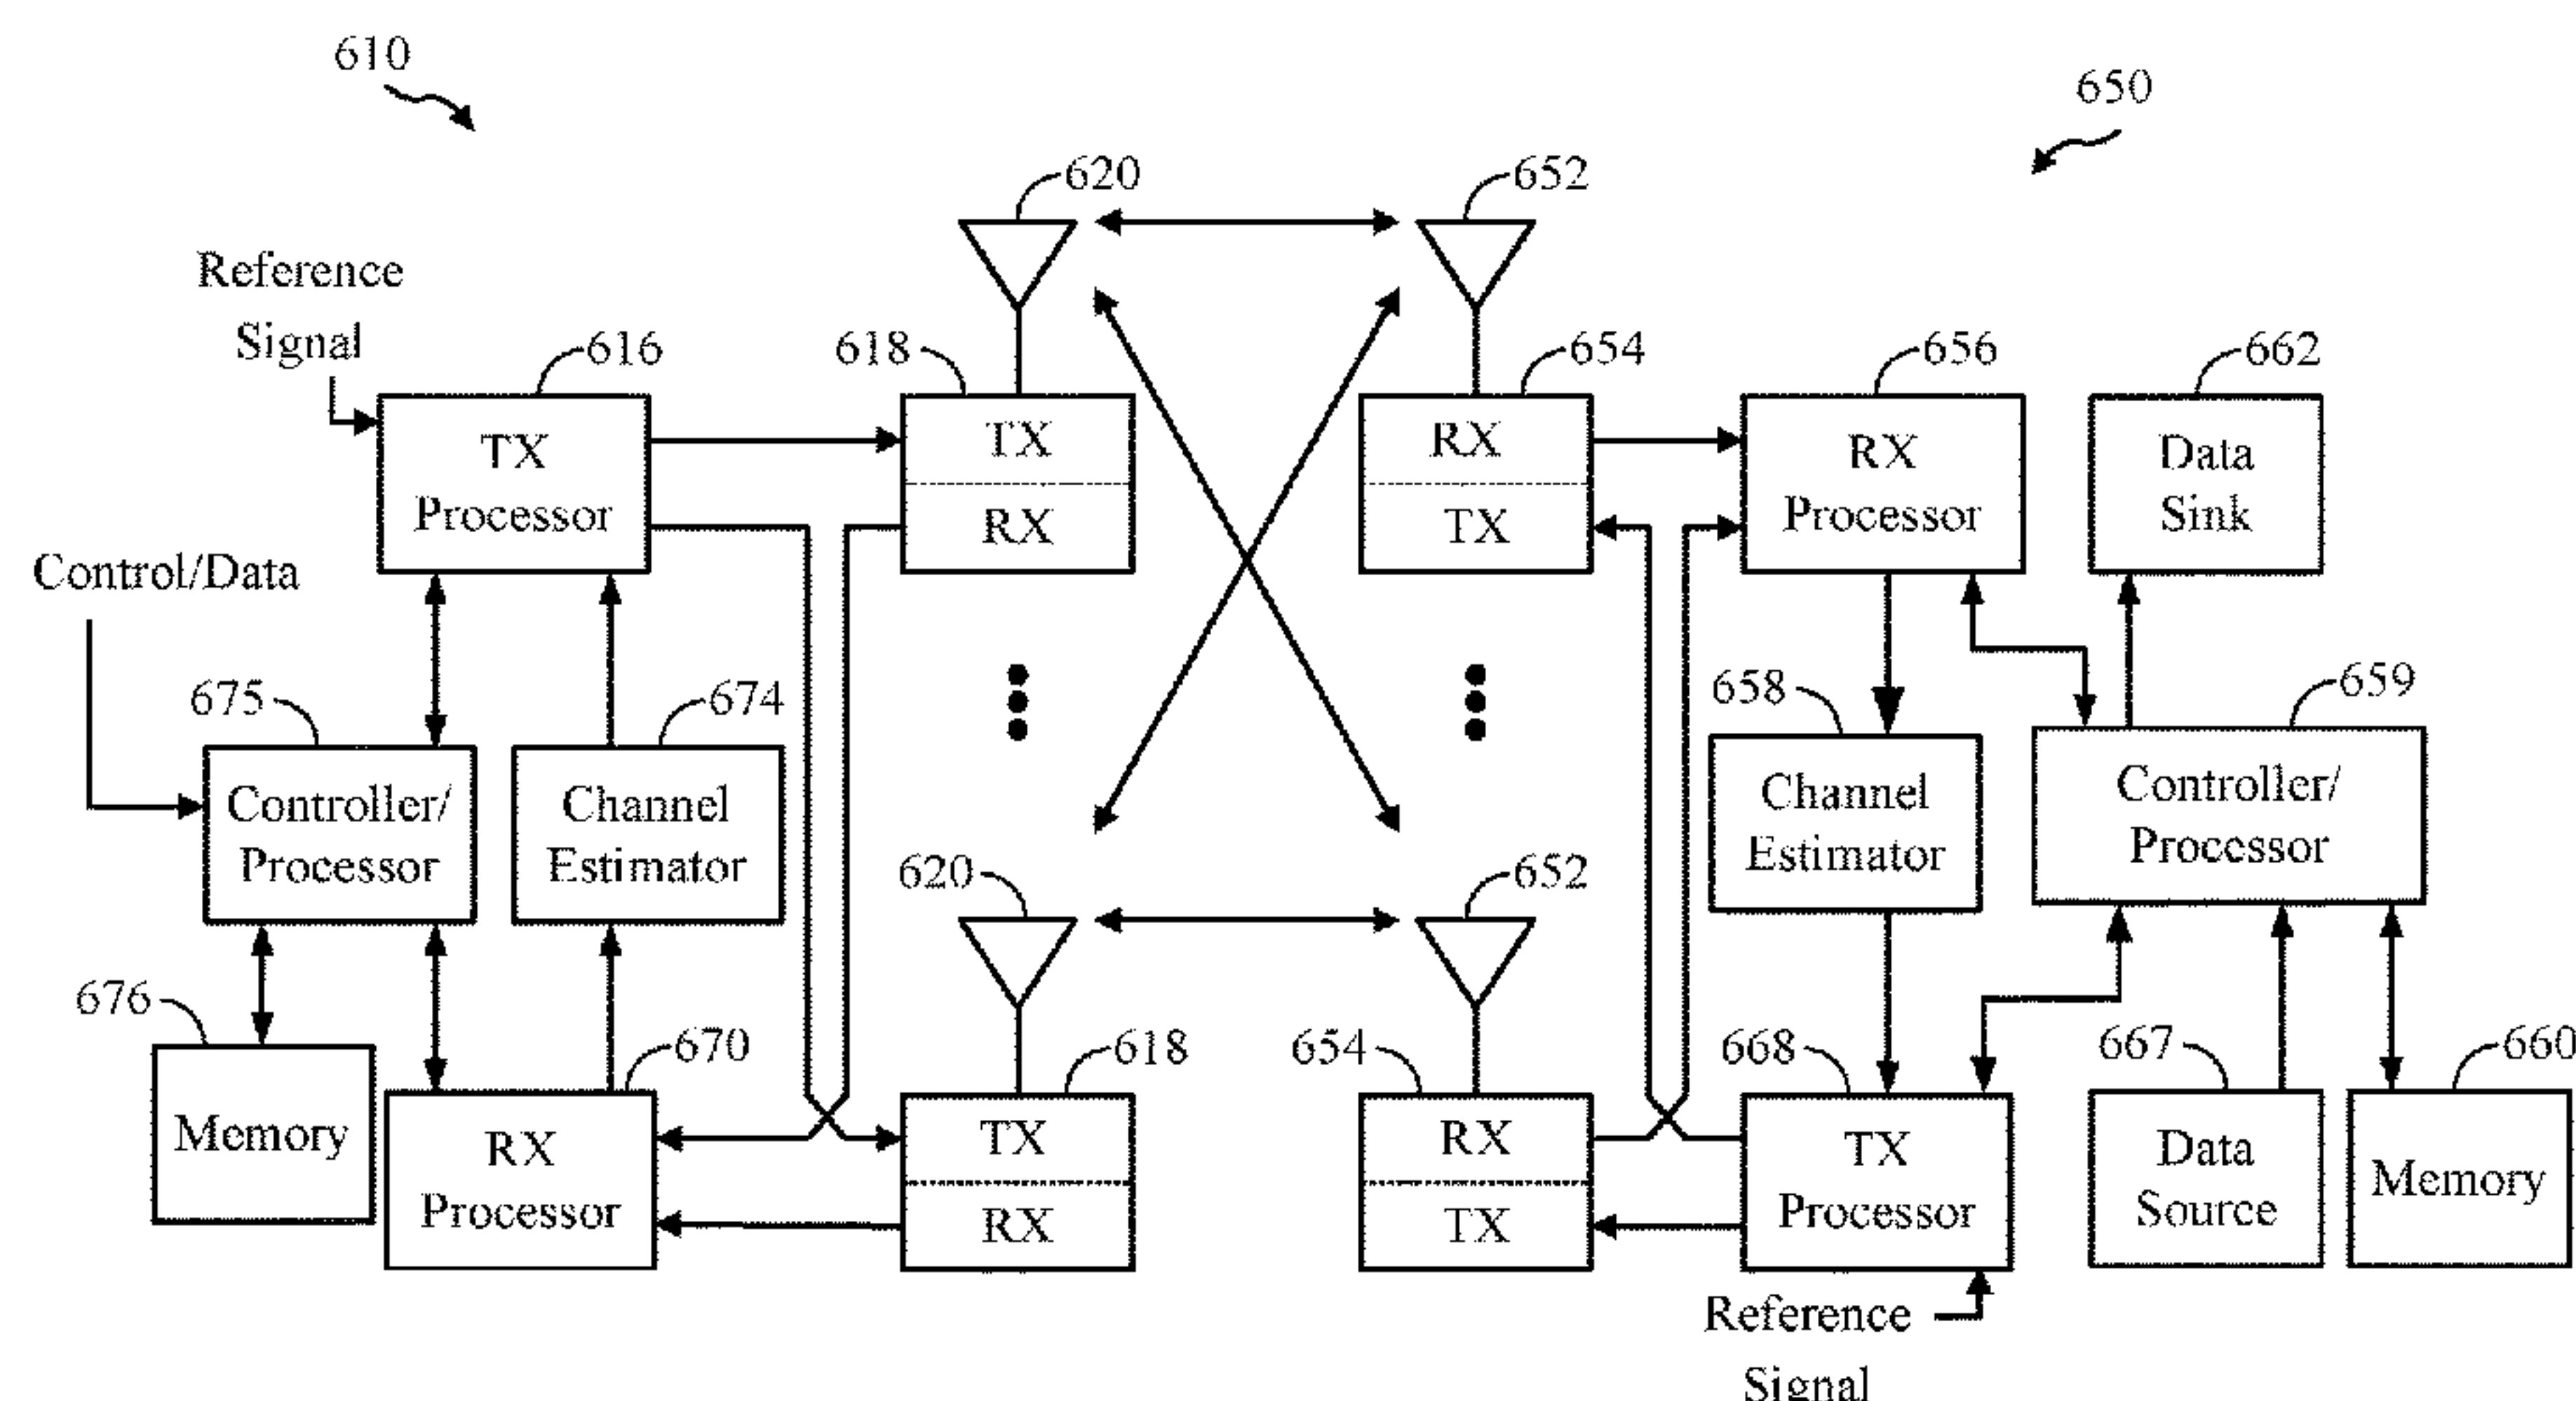 610
650
620
652
Reference
Signal
616
618
654
656
662
TX
Processor
TX
RX
RX
TX
RX
Processor
Data
Sink
Control/Data
675
674
658
659
Controller/
Processor
Channel
Estimator
Channel
Estimator
Controller/
Processor
620
652
676
670
618
654
668
667
660
Memory
RX
Processor
TX
RX
RX
TX
TX
Processor
Data
Source
Memory
Reference
Signal